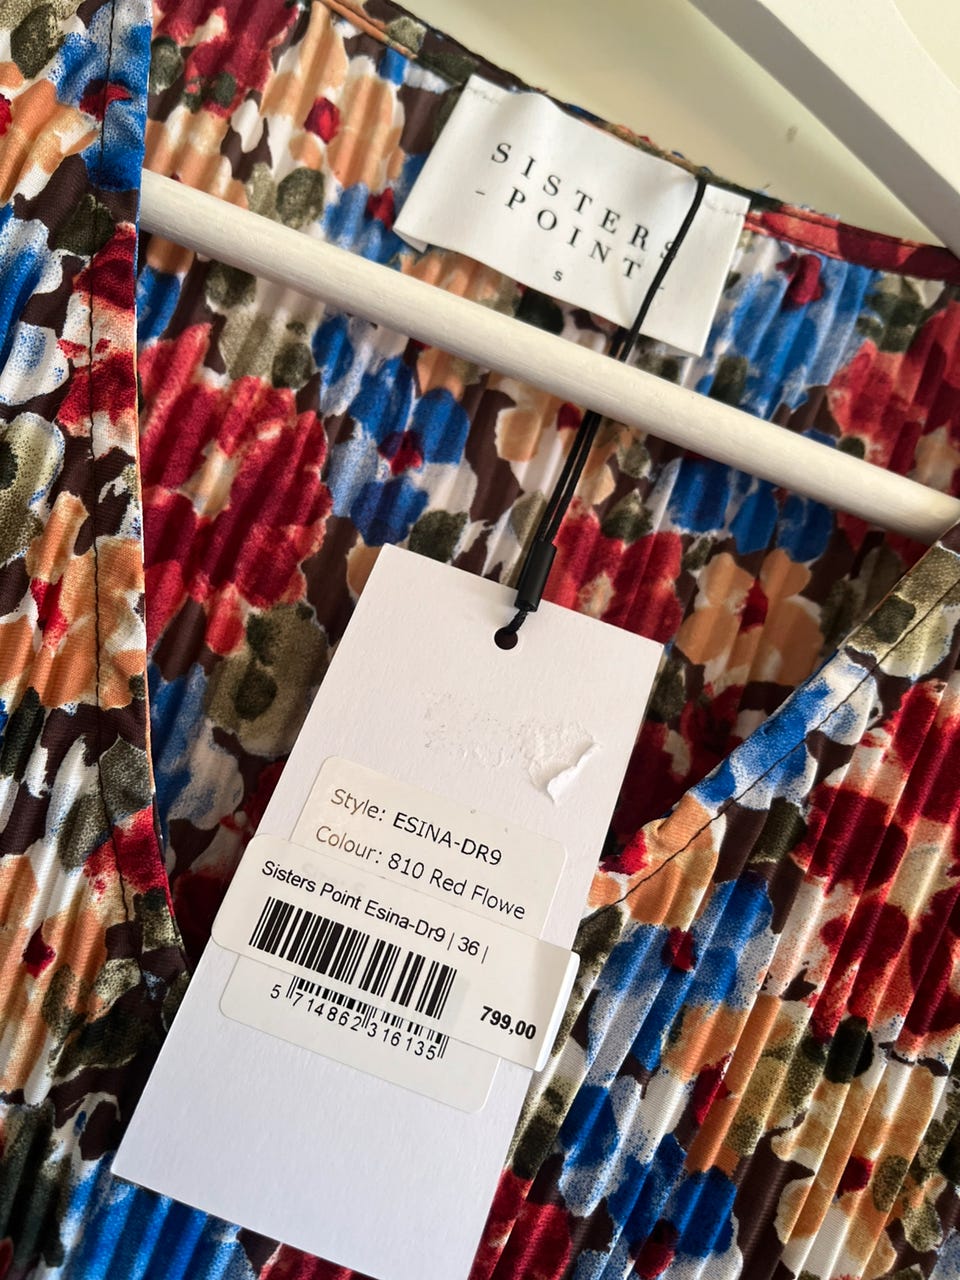 SISTERS
- POINT -
S
Style: ESINA-DR9
Colour: 810 Red Flowe
Sisters Point Esina-Dr9 | 36 |
799,00
5 714862 316135